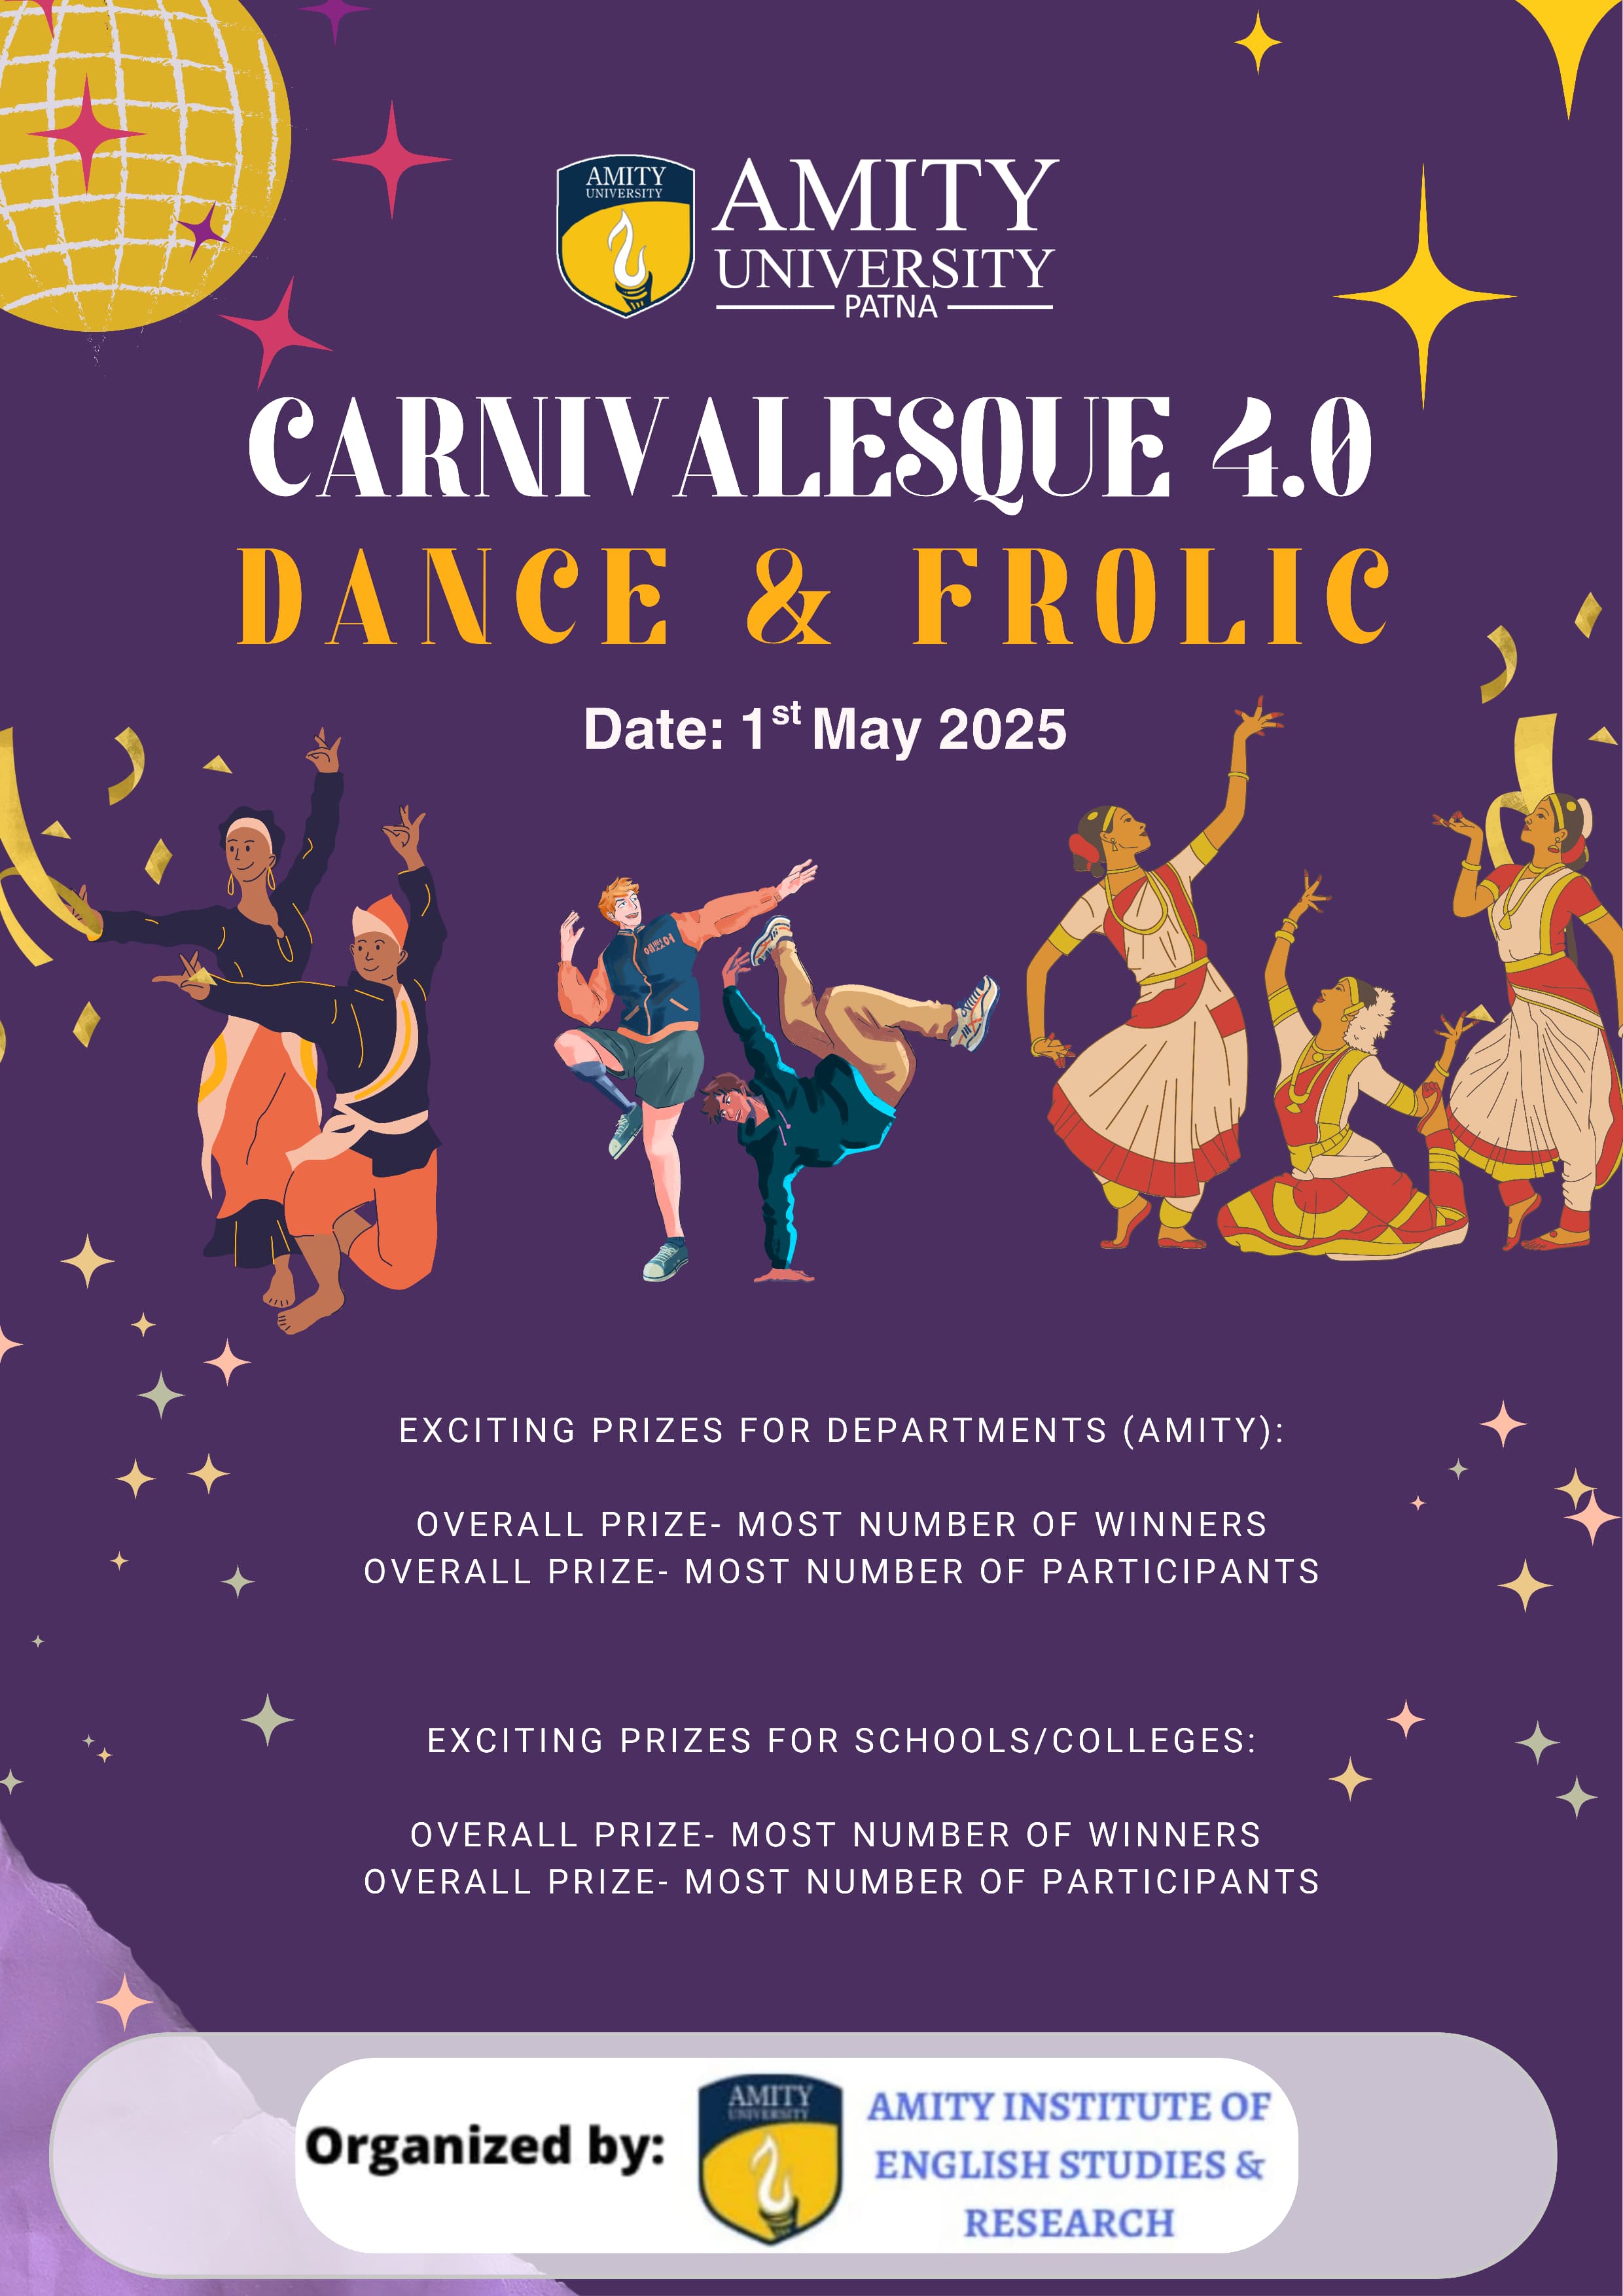 AMITY
UNIVERSITY
AMITY
UNIVERSITY
PATNA
CARNIVALESQUE 4.0
DANCE & FROLIC
Date: 1st May 2025
EXCITING PRIZES FOR DEPARTMENTS (AMITY):
OVERALL PRIZE- MOST NUMBER OF WINNERS
OVERALL PRIZE- MOST NUMBER OF PARTICIPANTS
EXCITING PRIZES FOR SCHOOLS/COLLEGES:
OVERALL PRIZE- MOST NUMBER OF WINNERS
OVERALL PRIZE- MOST NUMBER OF PARTICIPANTS
Organized by:
AMITY
UNIVERSITY
AMITY INSTITUTE OF
ENGLISH STUDIES &
RESEARCH